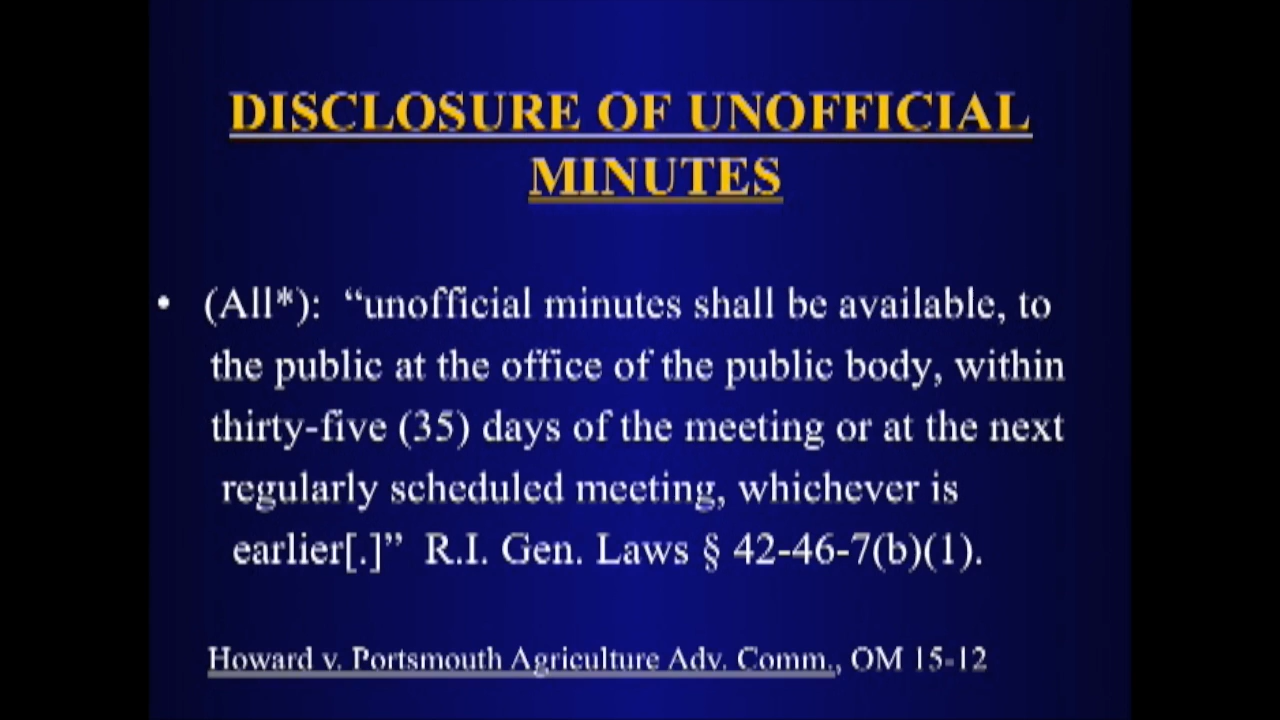 DISCLOSURE OF UNOFFICIAL
MINUTES
• (All*): “unofficial minutes shall be available, to
the public at the office of the public body, within
thirty-five (35) days of the meeting or at the next
regularly scheduled meeting, whichever is
earlier[.]” R.I. Gen. Laws § 42-46-7(b)(1).
Howard v. Portsmouth Agriculture Adv. Comm., OM 15-12